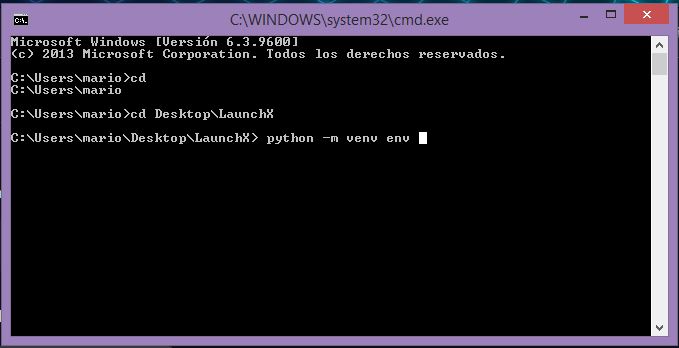 C:\WINDOWS\system32\cmd.exe
Microsoft Windows [Versión 6.3.9600]
(c) 2013 Microsoft Corporation. Todos los derechos reservados.
C:\Users\mario>cd
C:\Users\mario
C:\Users\mario>cd Desktop\LaunchX
C:\Users\mario\Desktop\LaunchX> python -m venv env